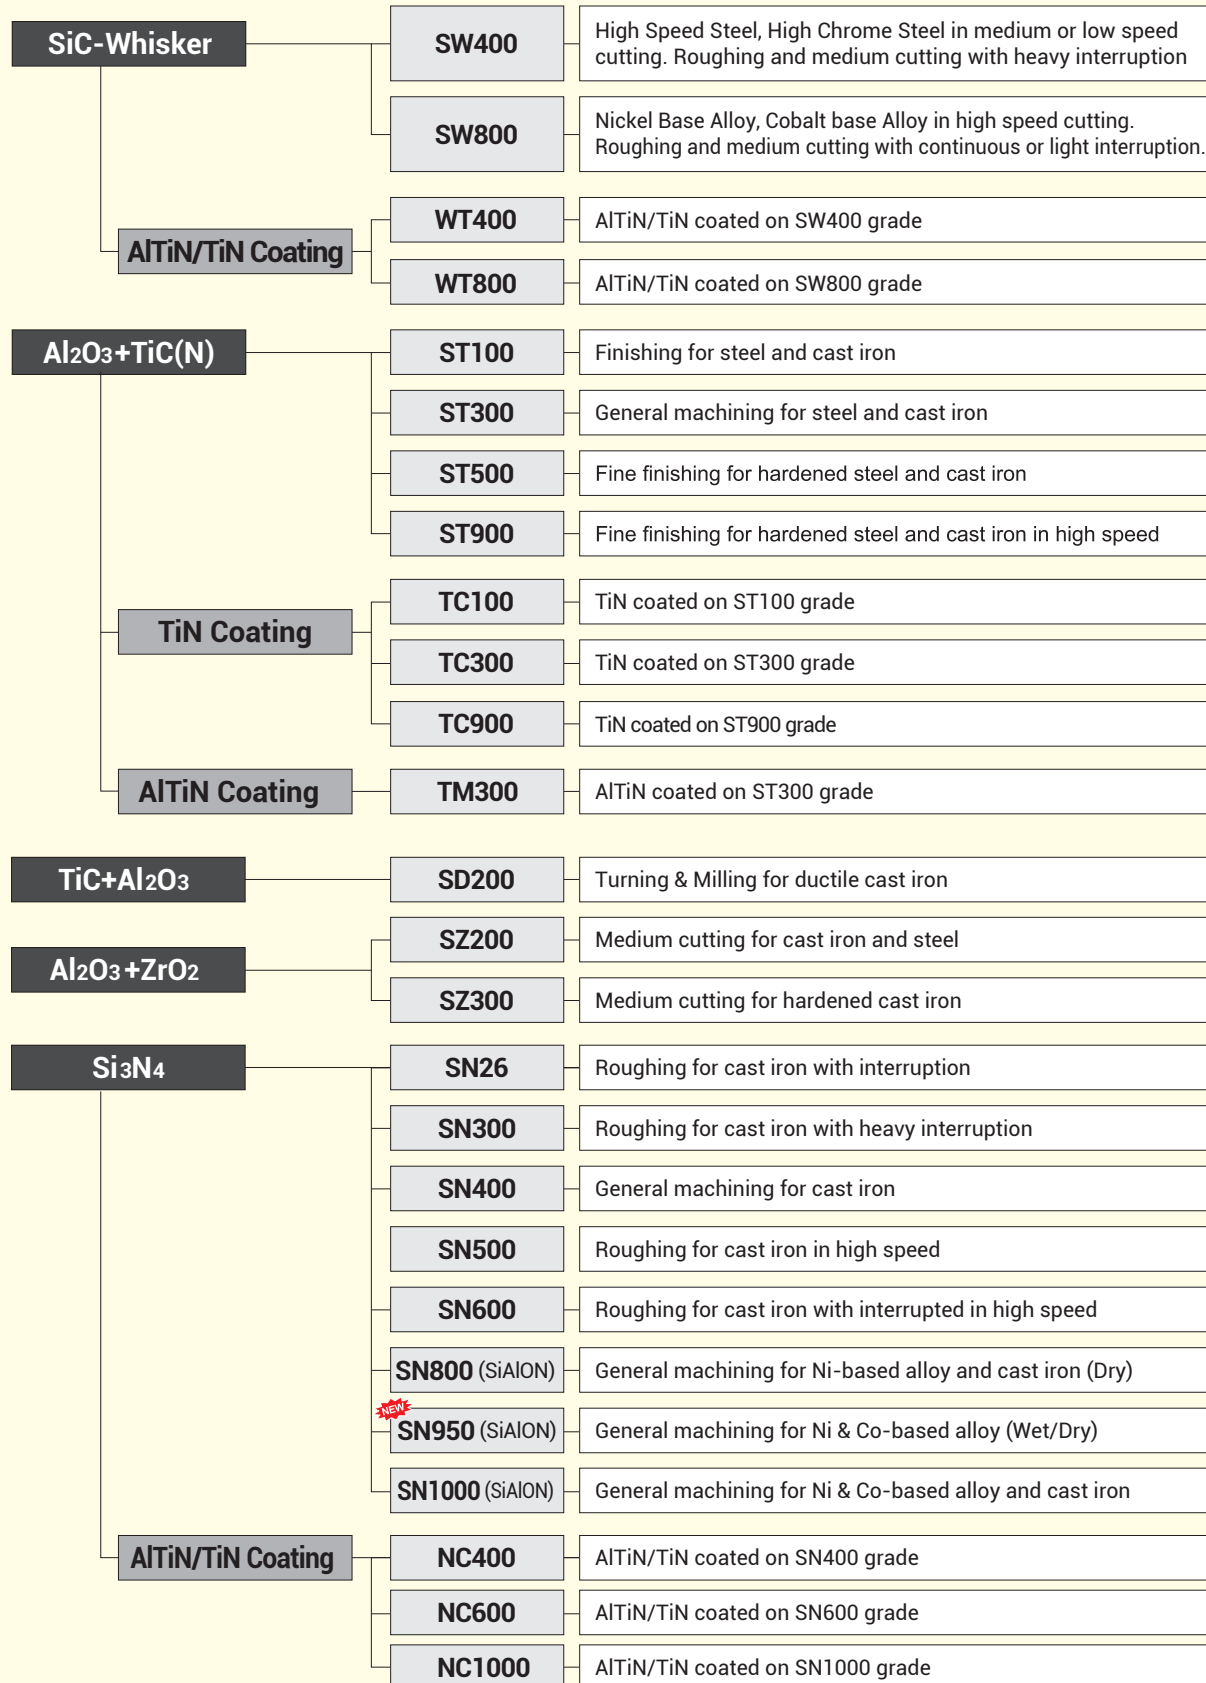 SiC-Whisker
SW400
High Speed Steel, High Chrome Steel in medium or low speed
cutting. Roughing and medium cutting with heavy interruption
SW800
Nickel Base Alloy, Cobalt base Alloy in high speed cutting.
Roughing and medium cutting with continuous or light interruption.
AlTiN/TiN Coating
WT400
AlTiN/TiN coated on SW400 grade
WT800
AlTiN/TiN coated on SW800 grade
Al2O3+TiC(N)
ST100
Finishing for steel and cast iron
ST300
General machining for steel and cast iron
ST500
Fine finishing for hardened steel and cast iron
ST900
Fine finishing for hardened steel and cast iron in high speed
TiN Coating
TC100
TiN coated on ST100 grade
TC300
TiN coated on ST300 grade
TC900
TiN coated on ST900 grade
AlTiN Coating
TM300
AlTiN coated on ST300 grade
TiC+Al2O3
SD200
Turning & Milling for ductile cast iron
Al2O3+ZrO2
SZ200
Medium cutting for cast iron and steel
SZ300
Medium cutting for hardened cast iron
Si3N4
SN26
Roughing for cast iron with interruption
SN300
Roughing for cast iron with heavy interruption
SN400
General machining for cast iron
SN500
Roughing for cast iron in high speed
SN600
Roughing for cast iron with interrupted in high speed
SN800 (SiAlON)
General machining for Ni-based alloy and cast iron (Dry)
NEW
SN950 (SiAlON)
General machining for Ni & Co-based alloy (Wet/Dry)
SN1000 (SiAlON)
General machining for Ni & Co-based alloy and cast iron
AlTiN/TiN Coating
NC400
AlTiN/TiN coated on SN400 grade
NC600
AlTiN/TiN coated on SN600 grade
NC1000
AlTiN/TiN coated on SN1000 grade